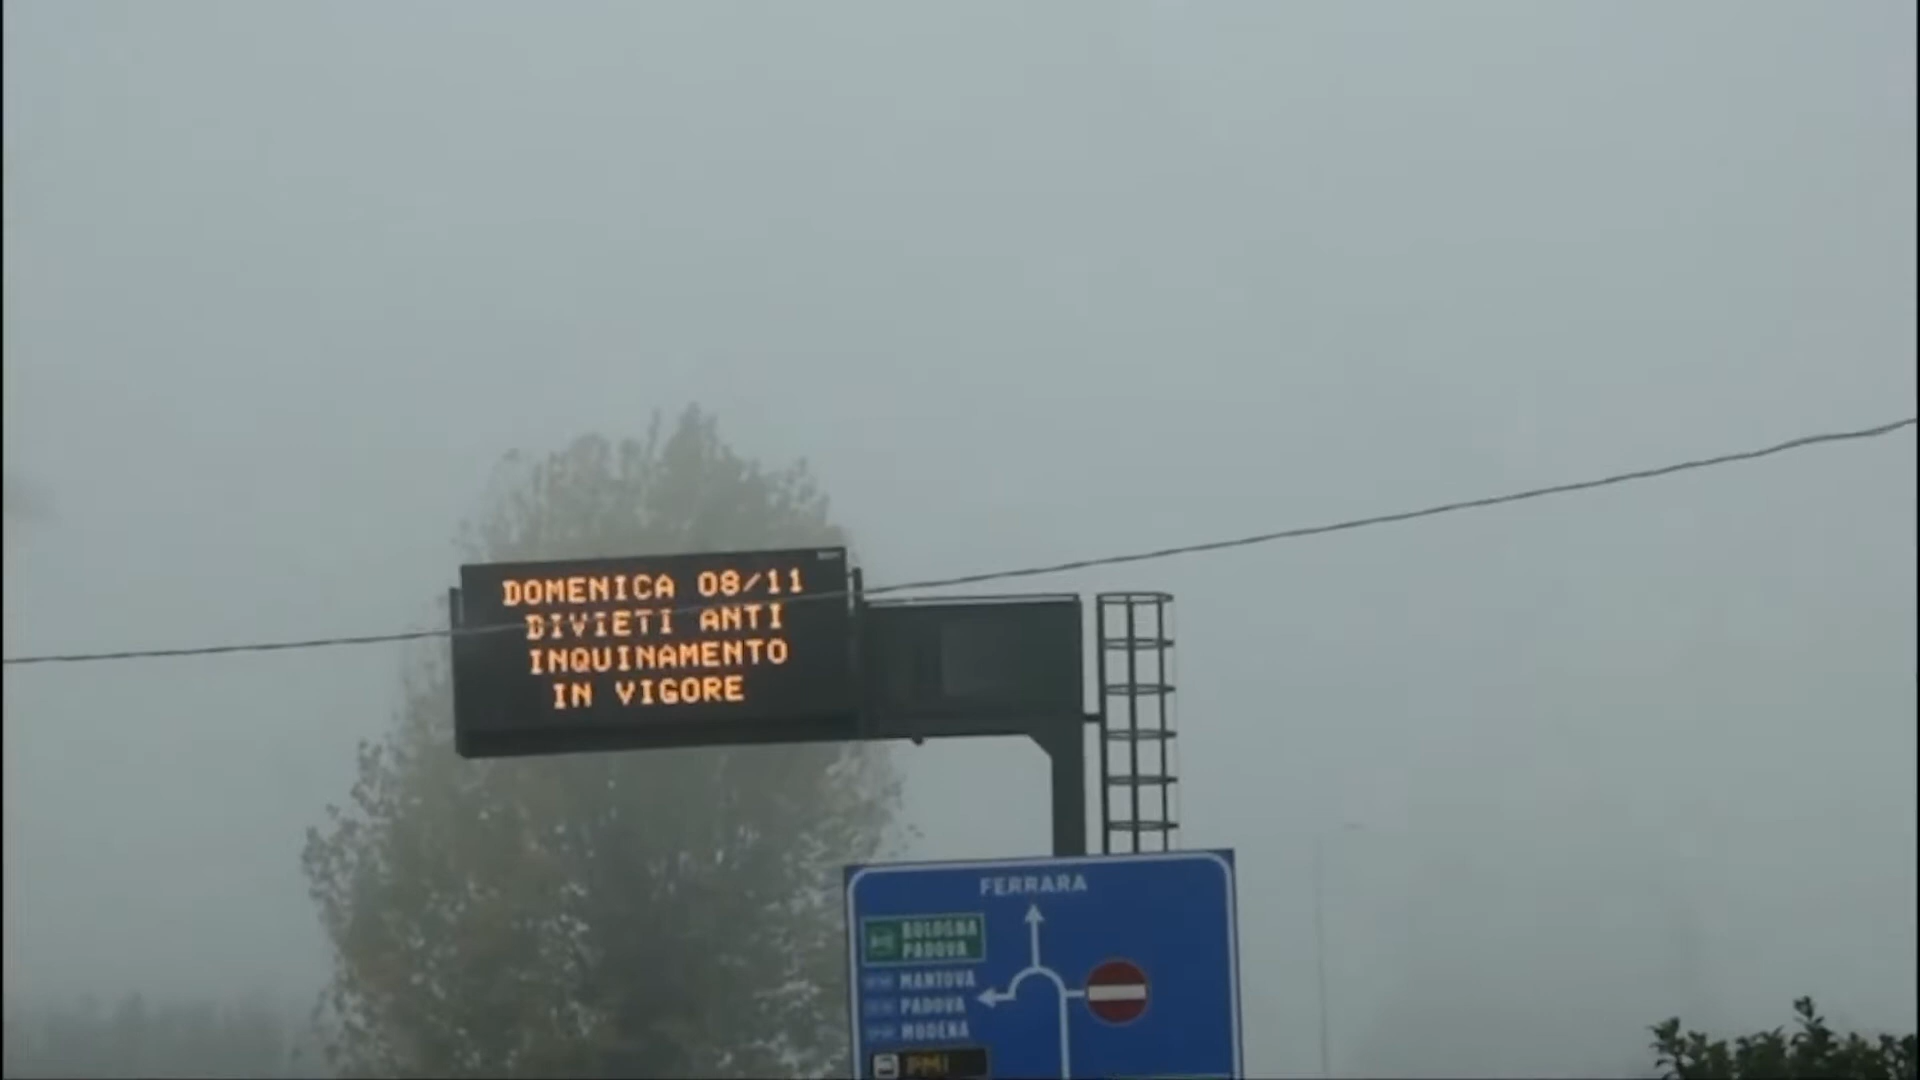 DOMENICA 08/11
DIVIETI ANTI
INQUINAMENTO
IN VIGORE
FERRARA
BOLOGNA
PADOVA
MANTOVA
PADOVA
MODENA
PMI